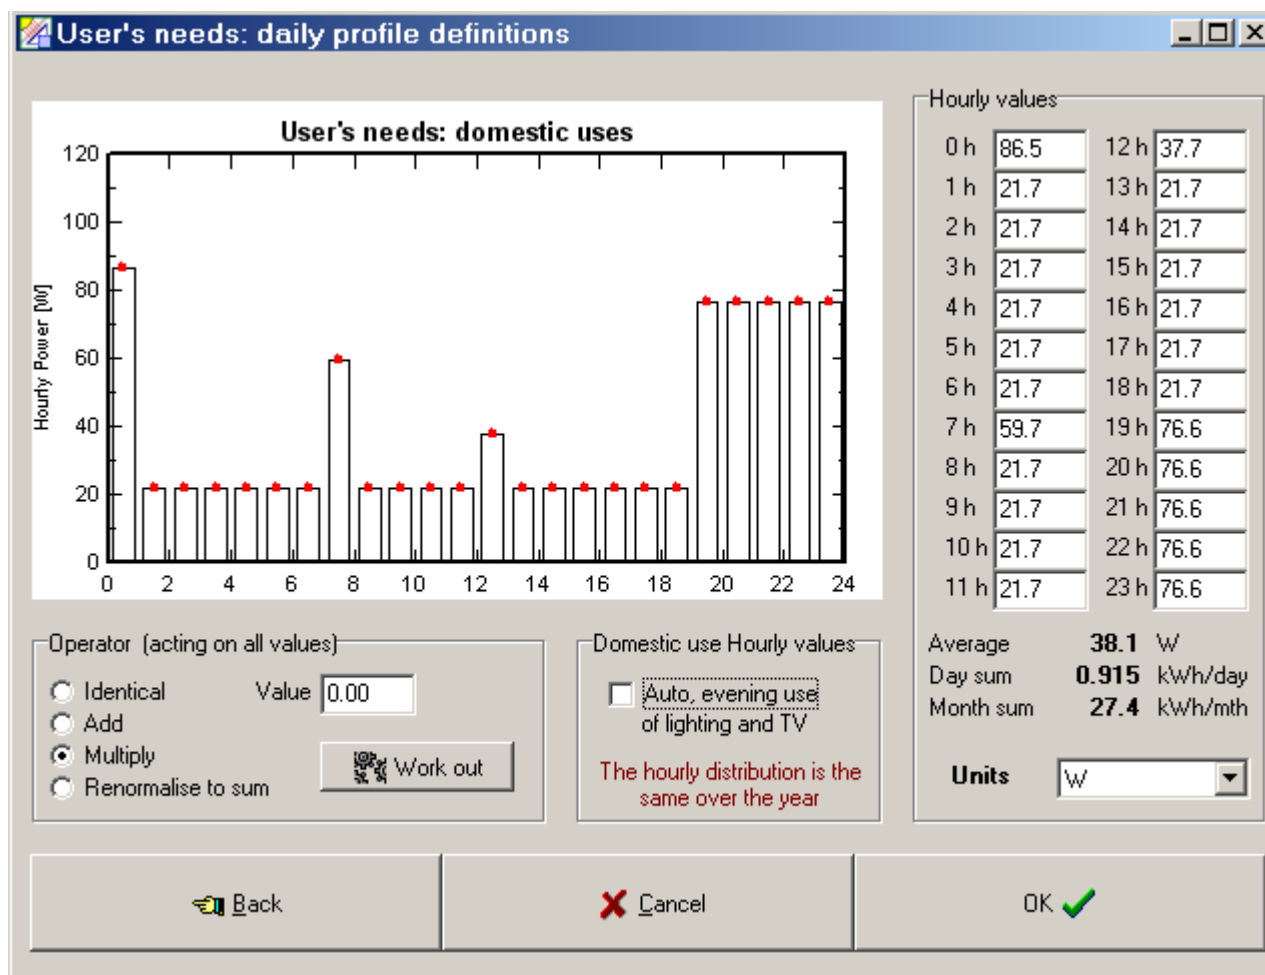 User's needs: daily profile definitions
User's needs: domestic uses
Hourly Power [W]
120
100
80
60
40
20
0
0 2 4 6 8 10 12 14 16 18 20 22 24
Hourly values
0 h 86.5 12 h 37.7
1 h 21.7 13 h 21.7
2 h 21.7 14 h 21.7
3 h 21.7 15 h 21.7
4 h 21.7 16 h 21.7
5 h 21.7 17 h 21.7
6 h 21.7 18 h 21.7
7 h 59.7 19 h 76.6
8 h 21.7 20 h 76.6
9 h 21.7 21 h 76.6
10 h 21.7 22 h 76.6
11 h 21.7 23 h 76.6
Average 38.1 W
Day sum 0.915 kWh/day
Month sum 27.4 kWh/mth
Units W
Operator (acting on all values)
Identical Value 0.00
Add
Multiply
Work out
Renormalise to sum
Domestic use Hourly values
Auto, evening use
of lighting and TV
The hourly distribution is the
same over the year
Back Cancel OK